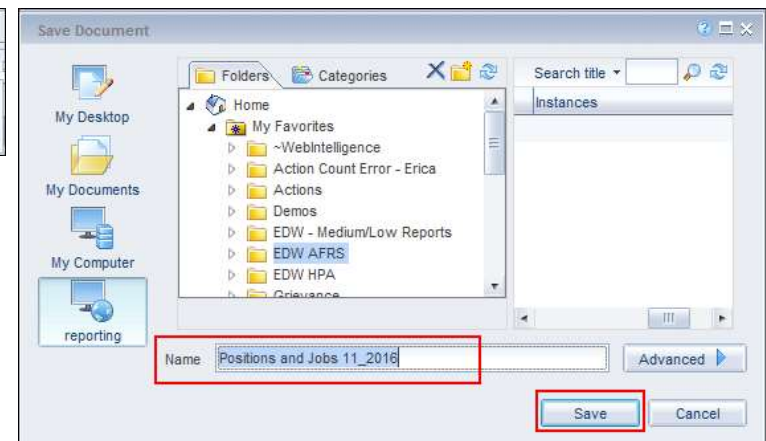 Save Document
My Desktop
My Documents
My Computer
reporting
Folders
Categories
Home
My Favorites
~WebIntelligence
Action Count Error - Erica
Actions
Demos
EDW - Medium/Low Reports
EDW AFRS
EDW HPA
Grievance
Search title
Instances
Name Positions and Jobs 11_2016
Advanced
Save Cancel